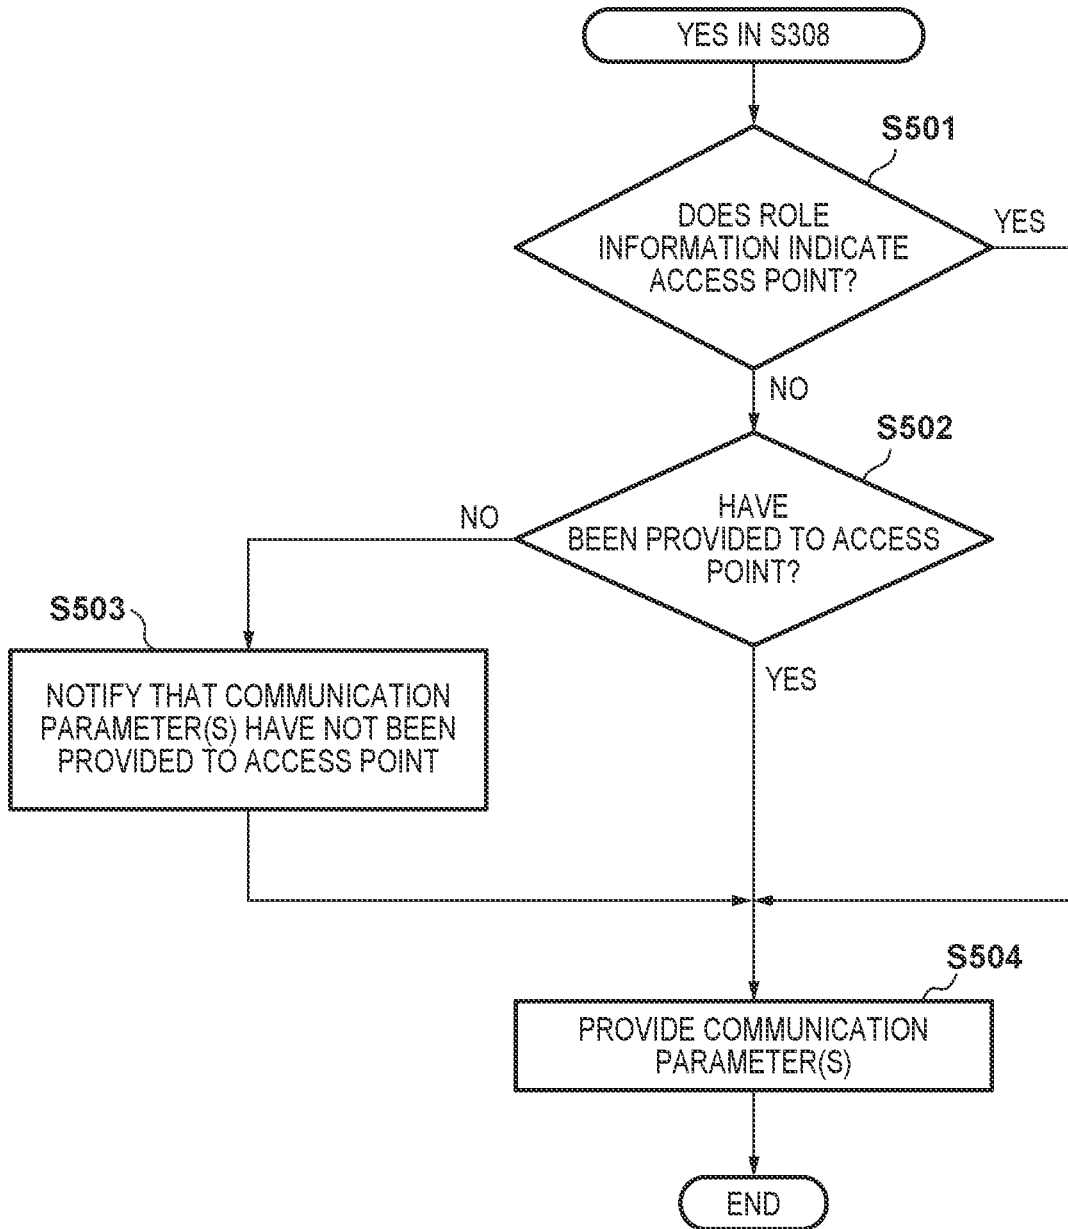 YES IN S308
S501
DOES ROLE
INFORMATION INDICATE
ACCESS POINT?
YES
NO
S502
HAVE
BEEN PROVIDED TO ACCESS
POINT?
NO
YES
S503
NOTIFY THAT COMMUNICATION
PARAMETER(S) HAVE NOT BEEN
PROVIDED TO ACCESS POINT
S504
PROVIDE COMMUNICATION
PARAMETER(S)
END